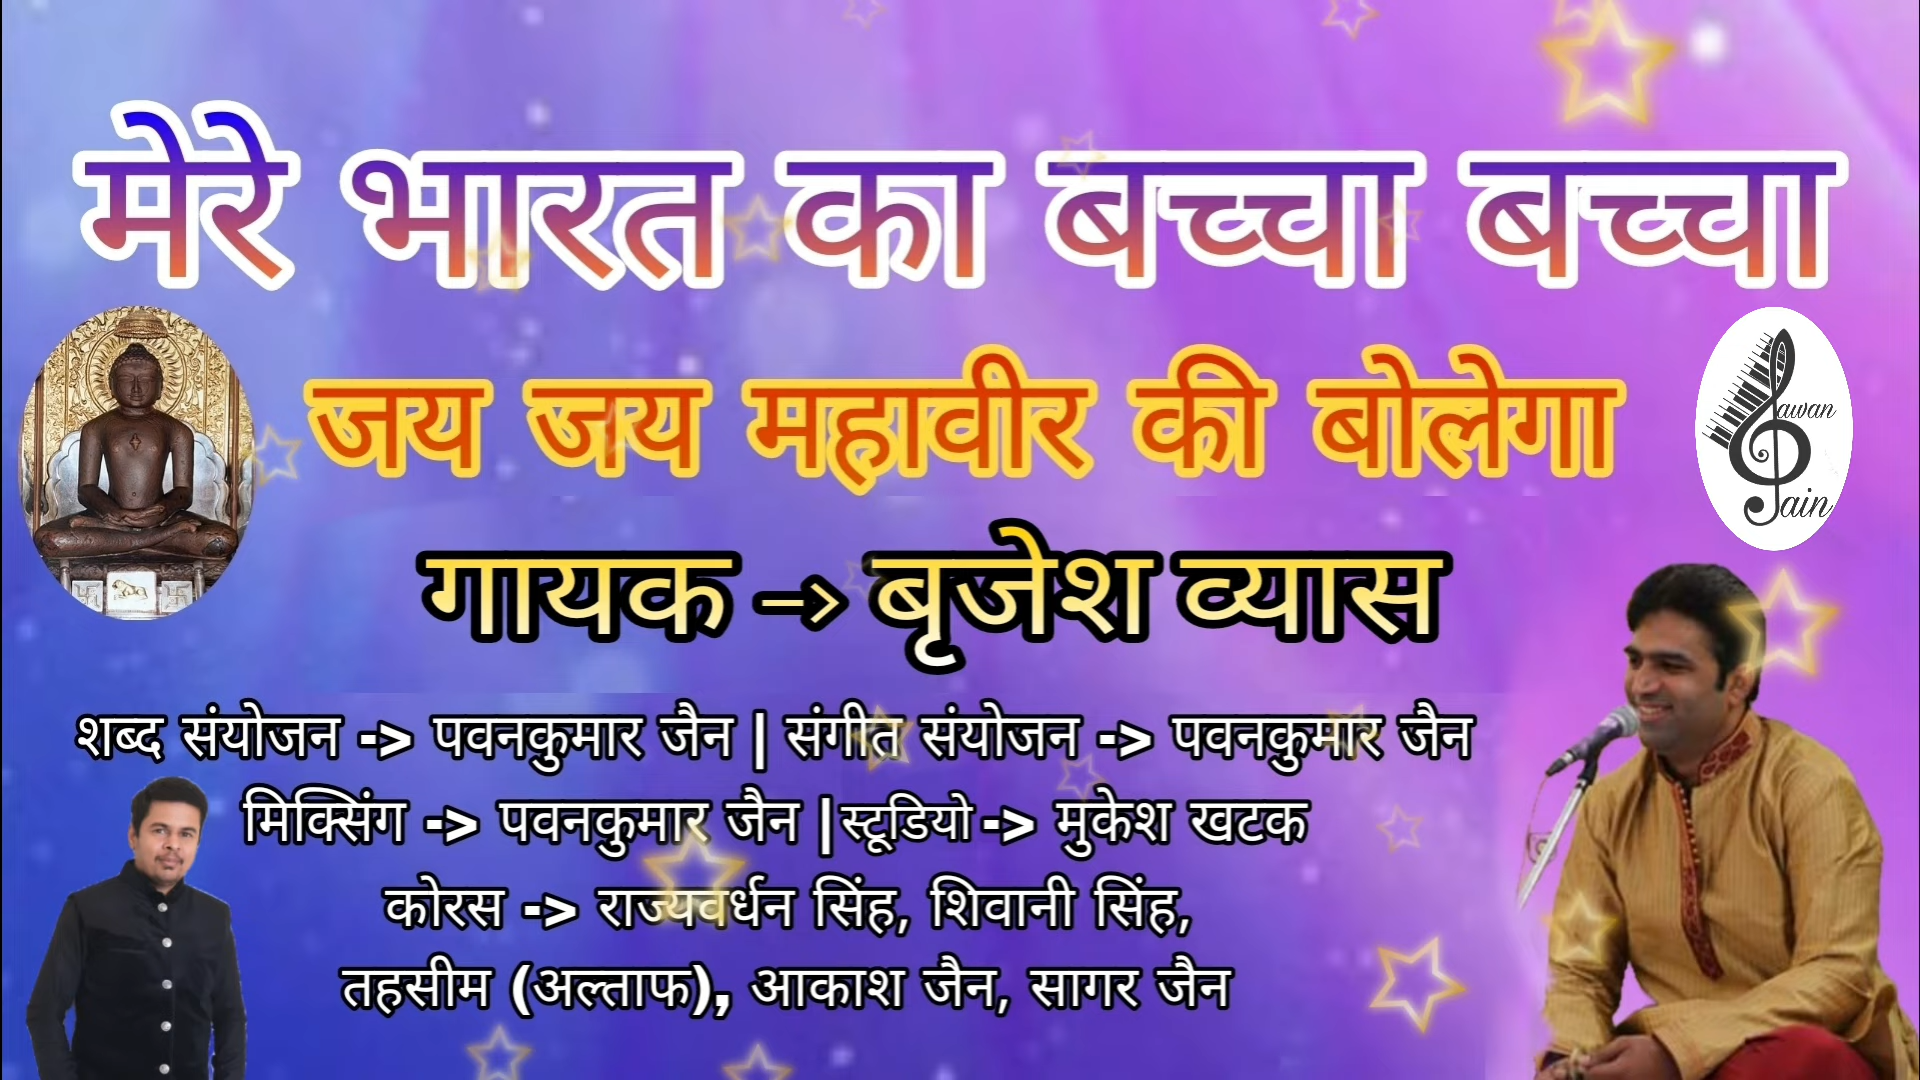 मेरे भारत का बच्चा बच्चा
जय जय महावीर की बोलेगा
awan
Jain
गायक -> बृजेश व्यास
शब्द संयोजन -> पवनकुमार जैन | संगीत संयोजन -> पवनकुमार जैन
मिक्सिंग -> पवनकुमार जैन |स्टूडियो -> मुकेश खटक
कोरस -> राज्यवर्धन सिंह, शिवानी सिंह,
तहसीम (अल्ताफ), आकाश जैन, सागर जैन